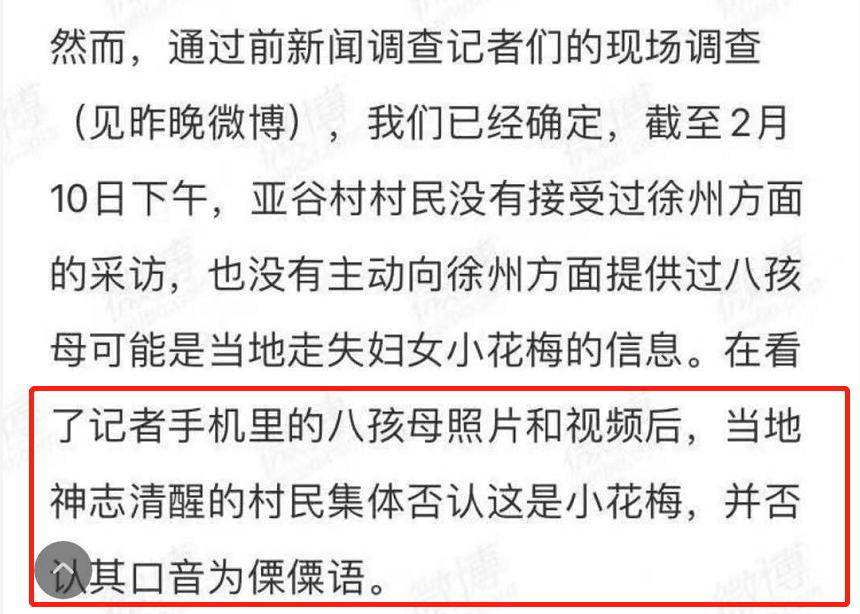 然而，通过前新闻调查记者们的现场调查
（见昨晚微博），我们已经确定，截至2月
10日下午，亚谷村村民没有接受过徐州方面
的采访，也没有主动向徐州方面提供过八孩
母可能是当地走失妇女小花梅的信息。在看
了记者手机里的八孩母照片和视频后，当地
神志清醒的村民集体否认这是小花梅，并否
认其口音为傈僳语。